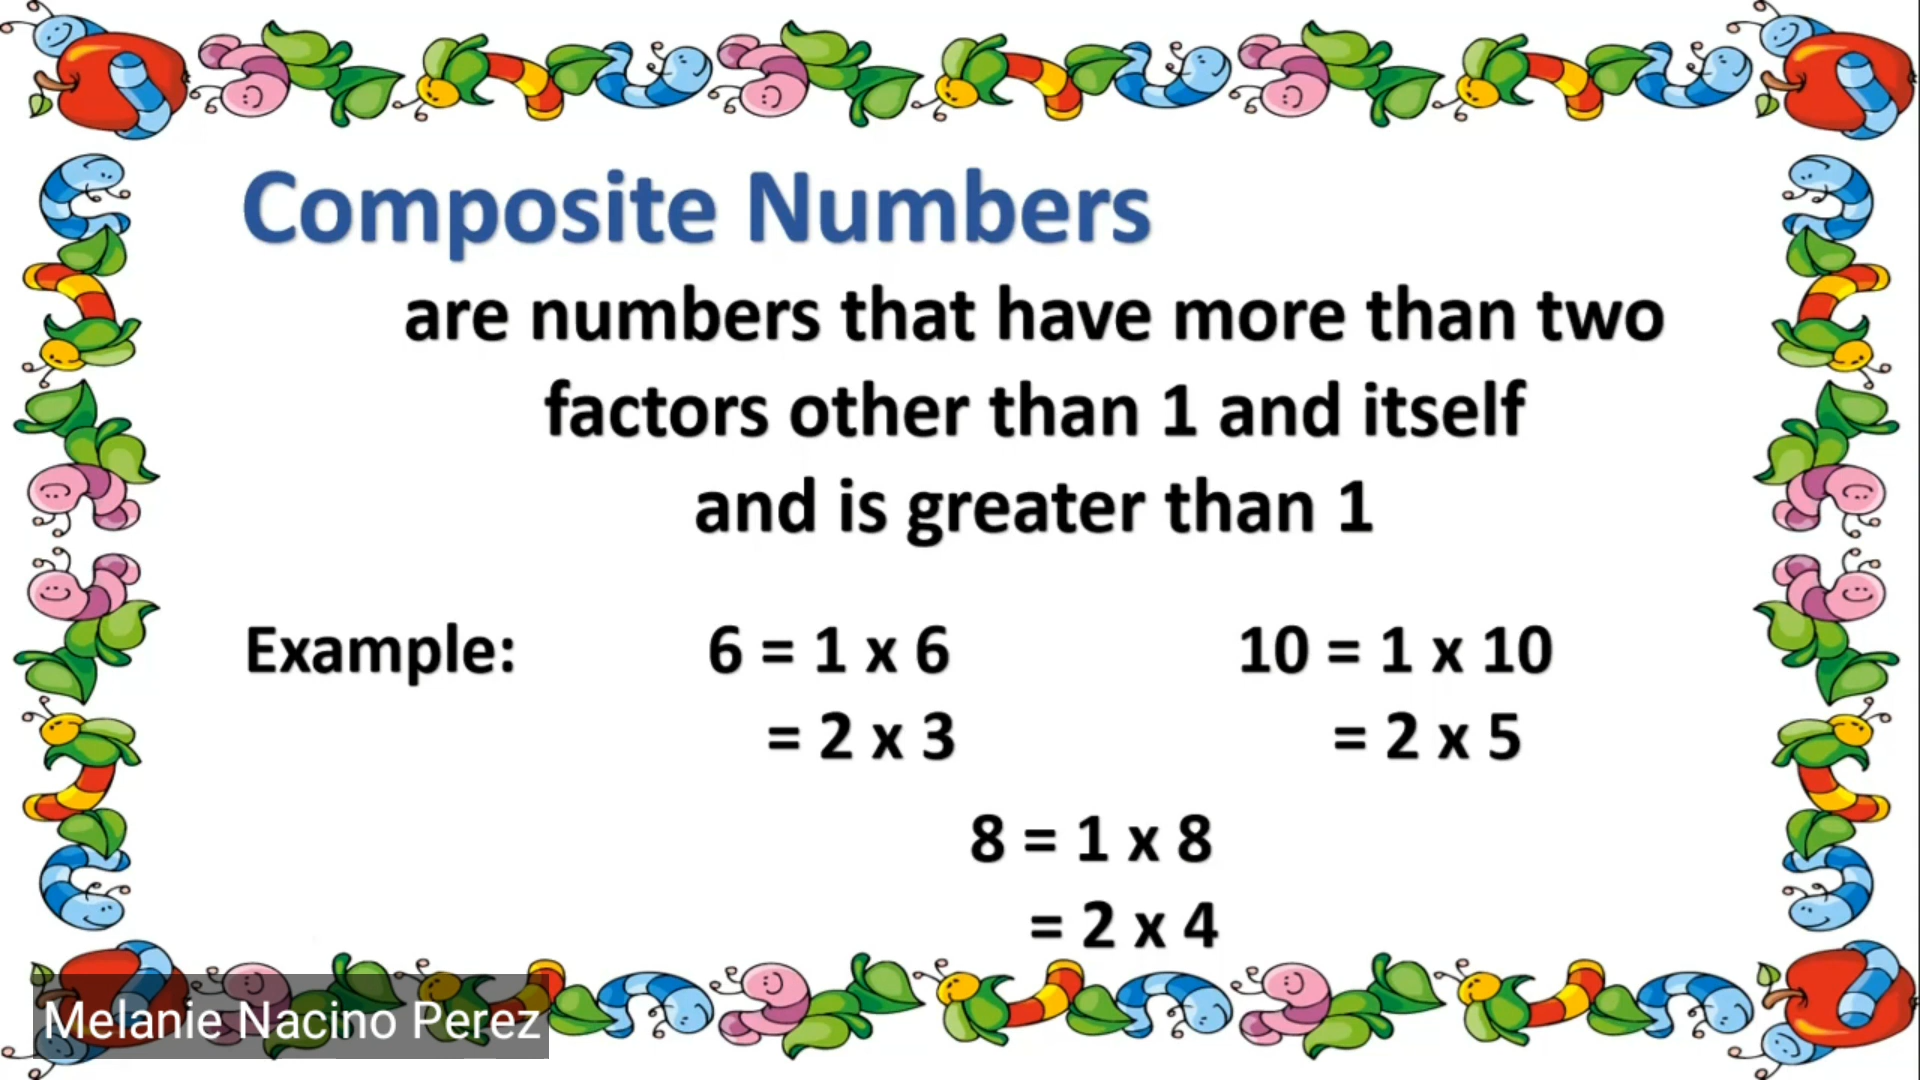 Composite Numbers
are numbers that have more than two
factors other than 1 and itself
and is greater than 1
Example: 6 = 1 x 6 10 = 1 x 10
= 2 x 3 = 2 x 5
8 = 1 x 8
= 2 x 4
Melanie Nacino Perez